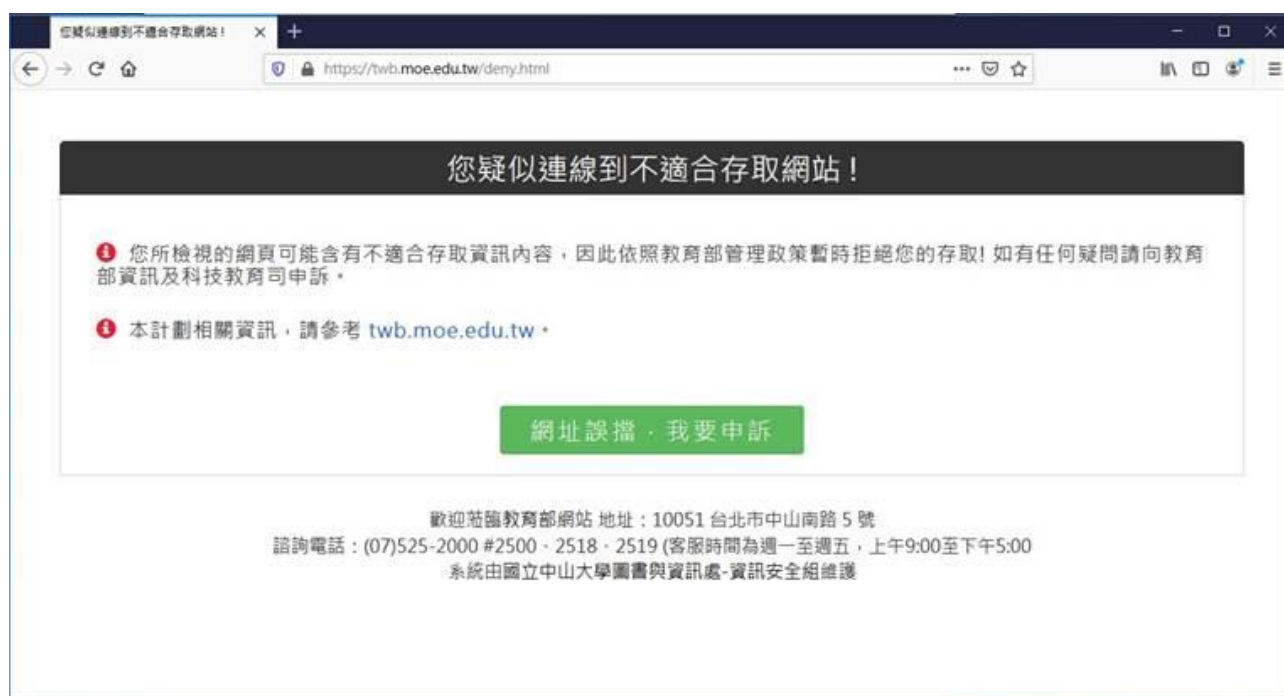 您疑似連線到不適合存取網站!
https://twb.moe.edu.tw/deny.html
您疑似連線到不適合存取網站!
您所檢視的網頁可能含有不適合存取資訊內容，因此依照教育部管理政策暫時拒絕您的存取! 如有任何疑問請向教育
部資訊及科技教育司申訴。
本計劃相關資訊，請參考 twb.moe.edu.tw。
網址誤擋，我要申訴
歡迎蒞臨教育部網站 地址：10051 台北市中山南路 5 號
諮詢電話：(07)525-2000 #2500、2518、2519 (客服時間為週一至週五，上午9:00至下午5:00
系統由國立中山大學圖書與資訊處-資訊安全組維護